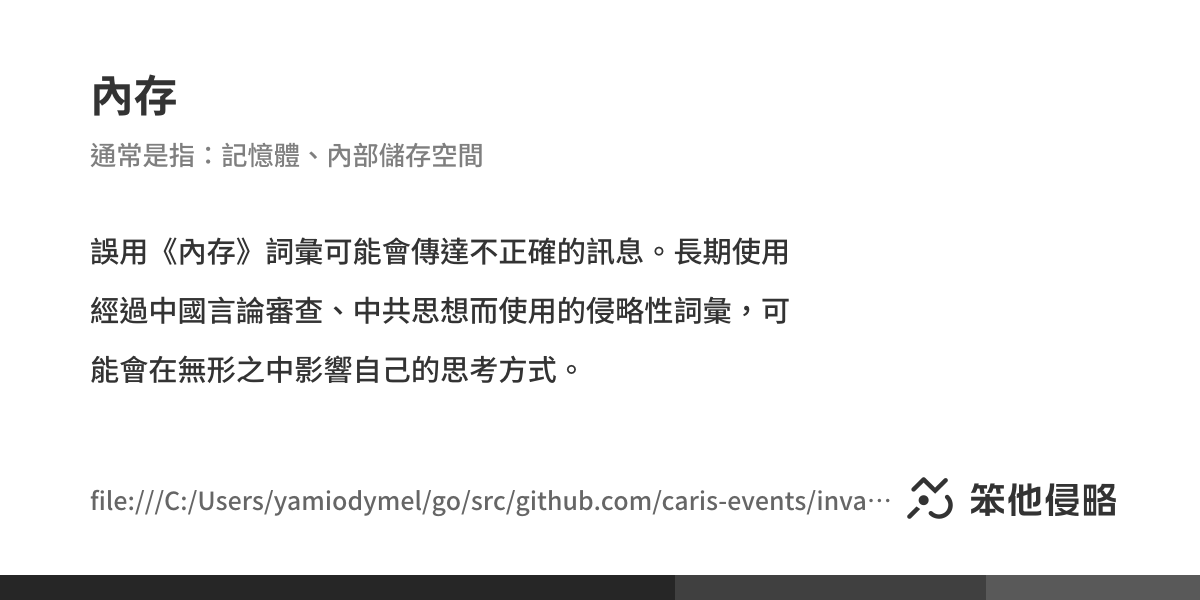 內存
通常是指：記憶體、內部儲存空間
誤用《內存》詞彙可能會傳達不正確的訊息。長期使用
經過中國言論審查、中共思想而使用的侵略性詞彙，可
能會在無形之中影響自己的思考方式。
file:///C:/Users/yamiodymel/go/src/github.com/caris-events/inva⋯
笨他侵略